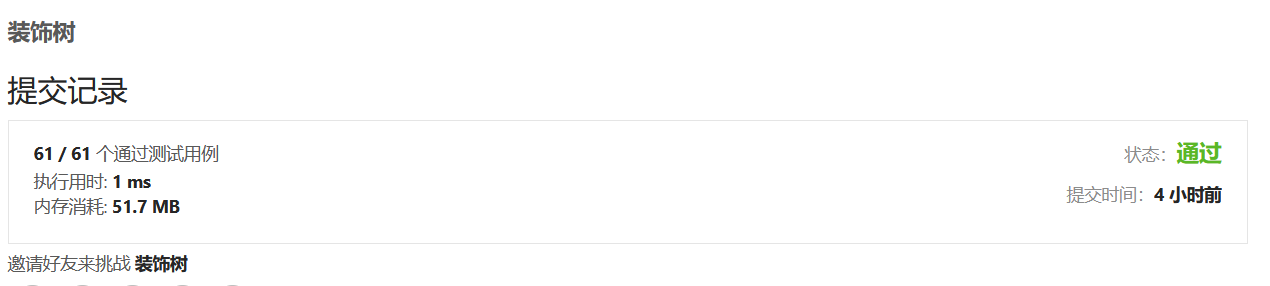 装饰树
提交记录
61 / 61 个通过测试用例
状态：通过
执行用时: 1 ms
提交时间：4 小时前
内存消耗: 51.7 MB
邀请好友来挑战 装饰树